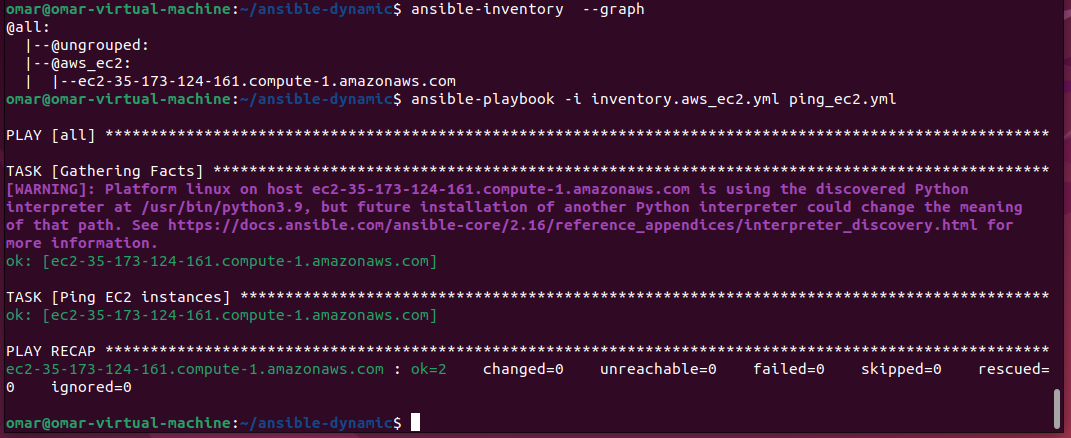 omar@omar-virtual-machine:~/ansible-dynamic$ ansible-inventory  --graph
@all:
  |--@ungrouped:
  |--@aws_ec2:
  |  |--ec2-35-173-124-161.compute-1.amazonaws.com
omar@omar-virtual-machine:~/ansible-dynamic$ ansible-playbook -i inventory.aws_ec2.yml ping_ec2.yml
PLAY [all] *********************************************************************************************************
TASK [Gathering Facts] *********************************************************************************************
[WARNING]: Platform linux on host ec2-35-173-124-161.compute-1.amazonaws.com is using the discovered Python
interpreter at /usr/bin/python3.9, but future installation of another Python interpreter could change the meaning
of that path. See https://docs.ansible.com/ansible-core/2.16/reference_appendices/interpreter_discovery.html for
more information.
ok: [ec2-35-173-124-161.compute-1.amazonaws.com]
TASK [Ping EC2 instances] ******************************************************************************************
ok: [ec2-35-173-124-161.compute-1.amazonaws.com]
PLAY RECAP *********************************************************************************************************
ec2-35-173-124-161.compute-1.amazonaws.com : ok=2    changed=0    unreachable=0    failed=0    skipped=0    rescued=
0    ignored=0
omar@omar-virtual-machine:~/ansible-dynamic$